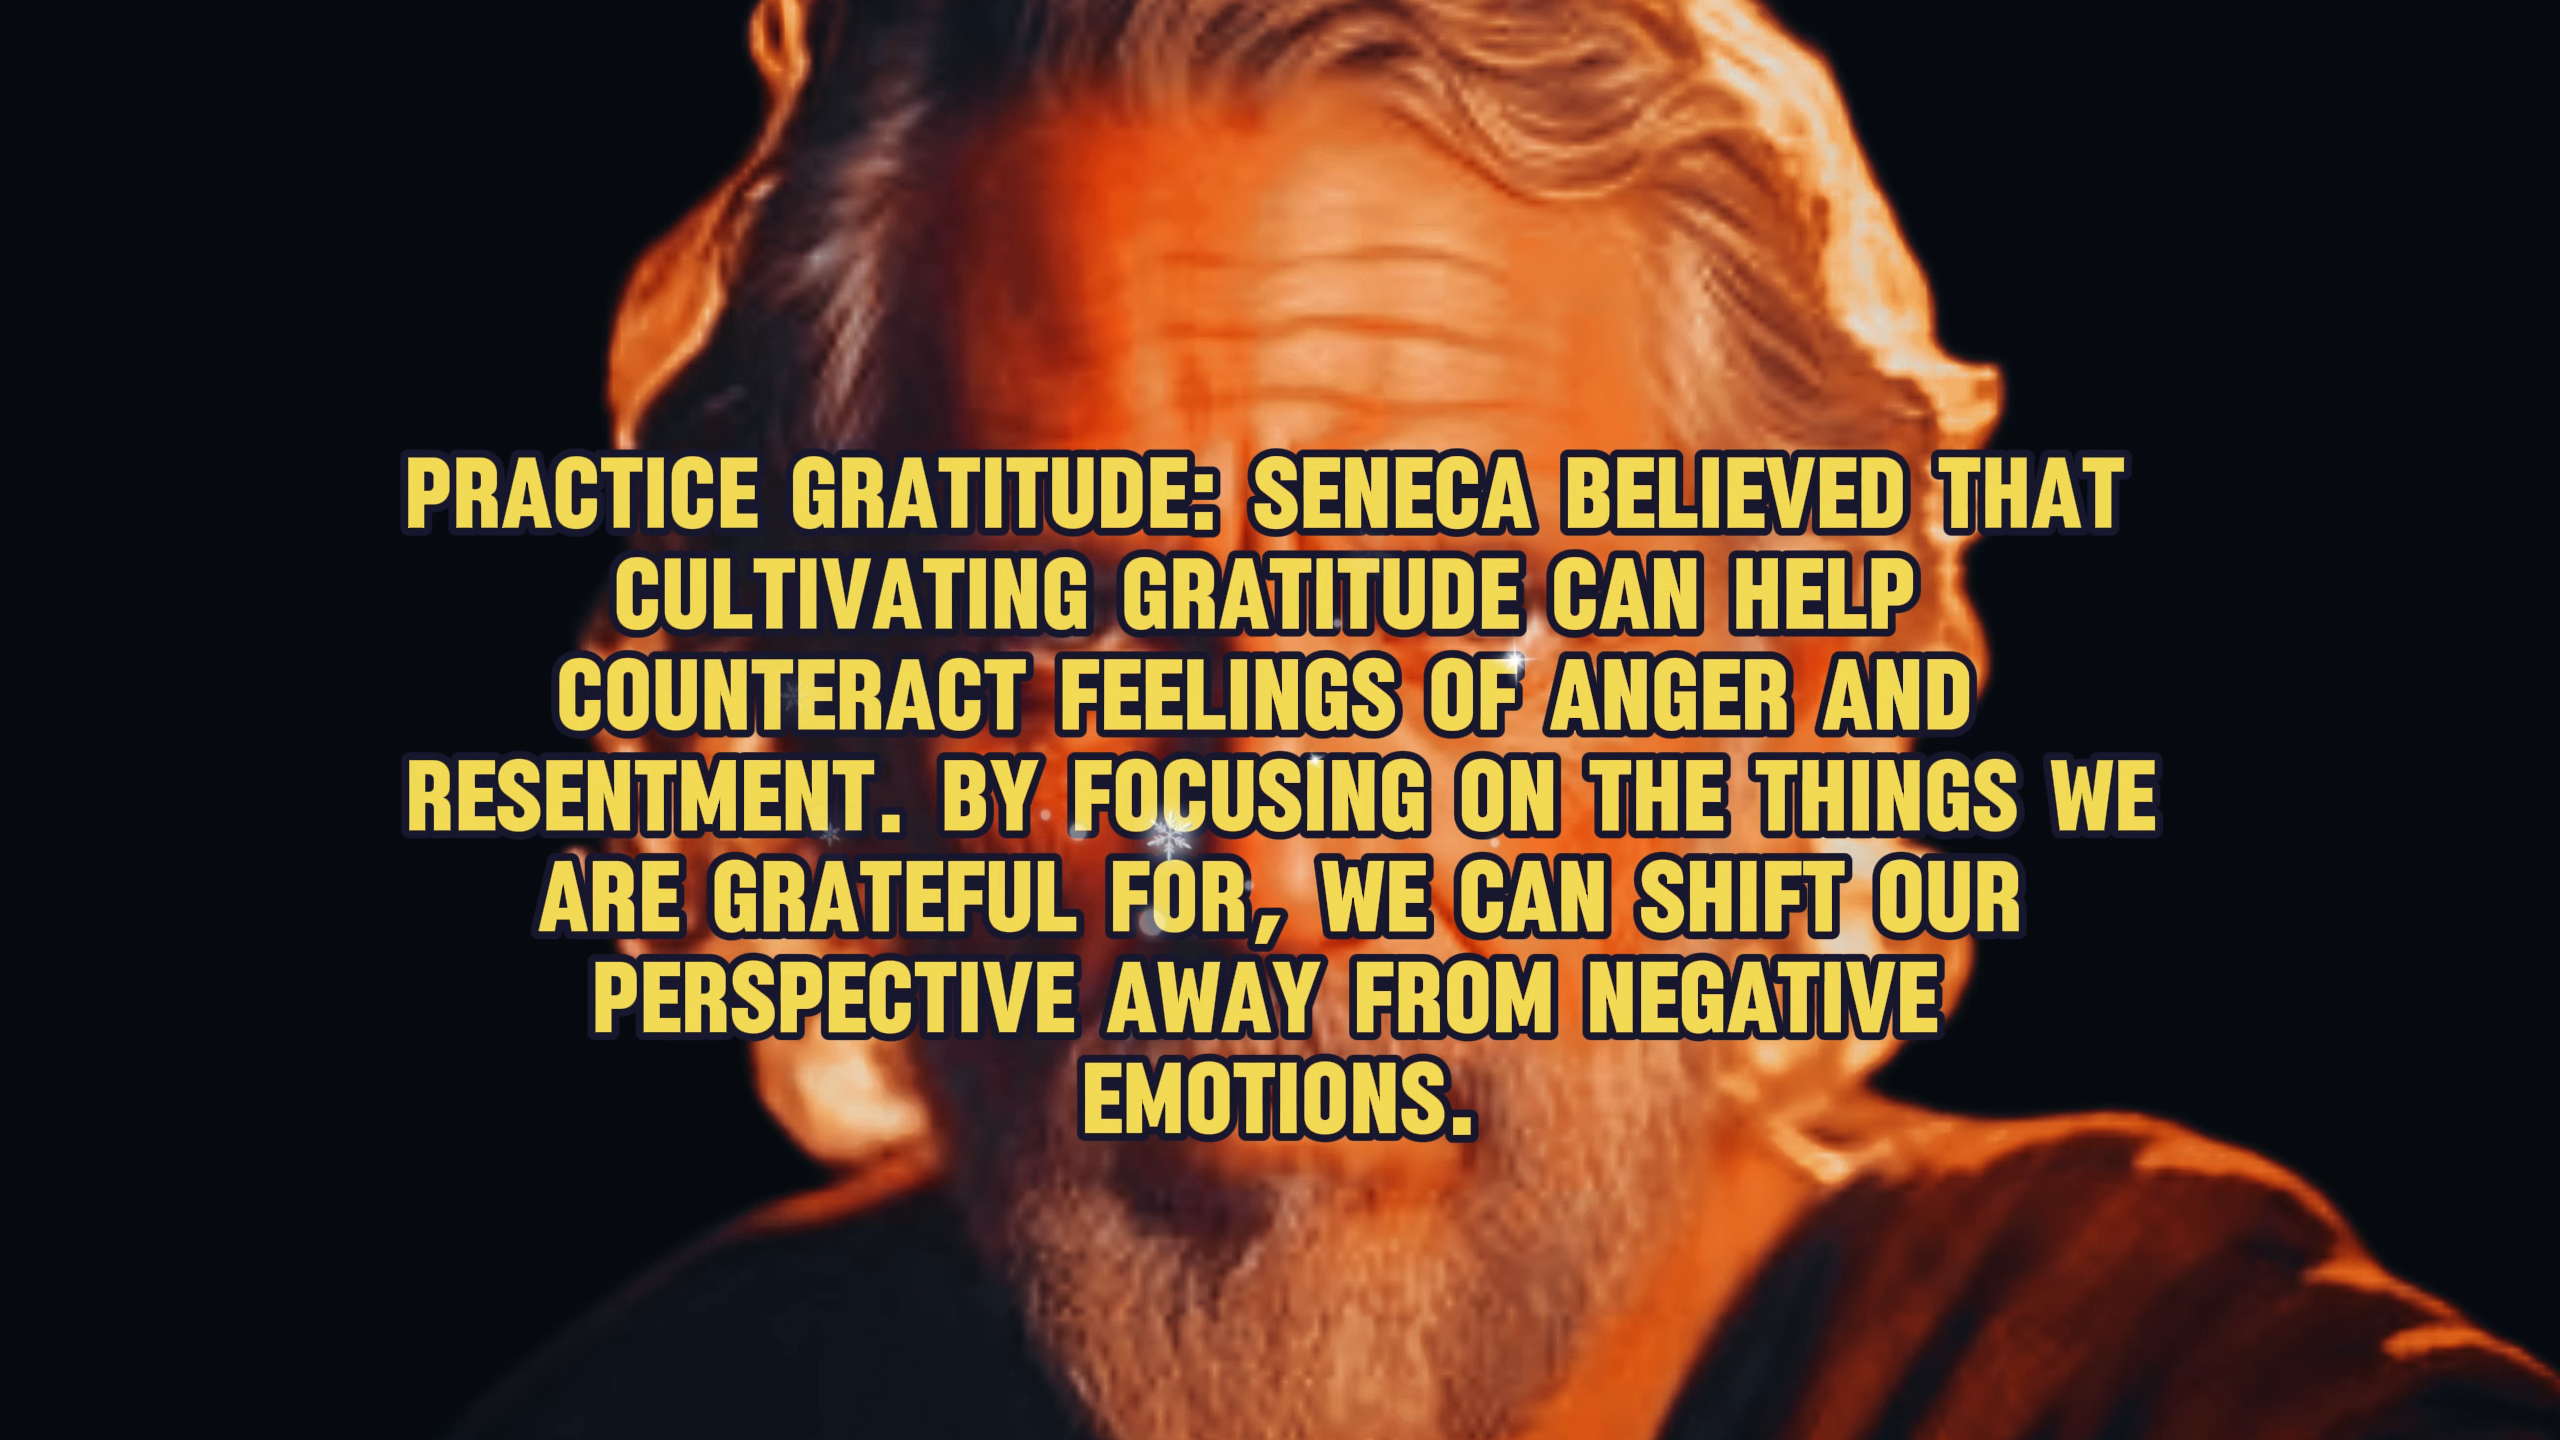 PRACTICE GRATITUDE: SENECA BELIEVED THAT
CULTIVATING GRATITUDE CAN HELP
COUNTERACT FEELINGS OF ANGER AND
RESENTMENT. BY FOCUSING ON THE THINGS WE
ARE GRATEFUL FOR, WE CAN SHIFT OUR
PERSPECTIVE AWAY FROM NEGATIVE
EMOTIONS.